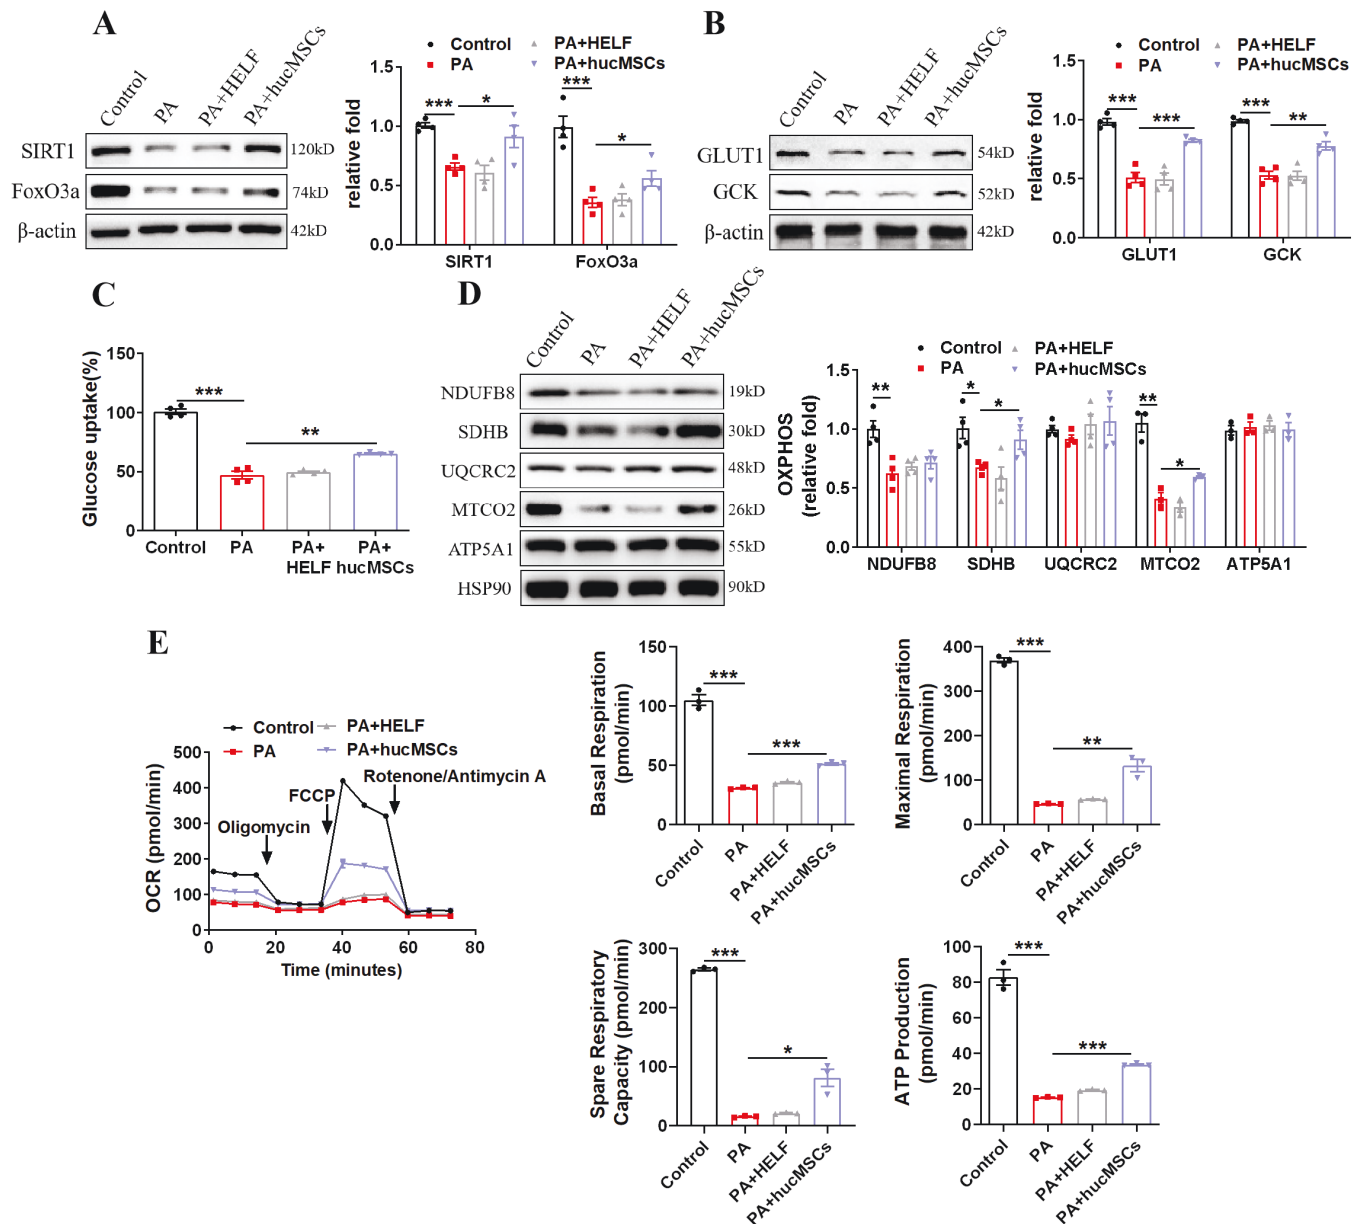 A
Control
PA
PA+HELF
PA+hucMSCs
SIRT1
120kD
FoxO3a
74kD
β-actin
42kD
Control
PA+HELF
PA
PA+hucMSCs
relative fold
1.5
1.0
0.5
0.0
***
*
***
*
SIRT1
FoxO3a
B
Control
PA
PA+HELF
PA+hucMSCs
GLUT1
54kD
GCK
52kD
β-actin
42kD
Control
PA+HELF
PA
PA+hucMSCs
relative fold
1.5
1.0
0.5
0.0
***
***
***
**
GLUT1
GCK
C
Glucose uptake(%)
150
100
50
0
***
**
Control
PA
PA+
HELF
PA+
hucMSCs
D
Control
PA
PA+HELF
PA+hucMSCs
NDUFB8
19kD
SDHB
30kD
UQCRC2
48kD
MTCO2
26kD
ATP5A1
55kD
HSP90
90kD
Control
PA+HELF
PA
PA+hucMSCs
OXPHOS
(relative fold)
1.5
1.0
0.5
0.0
**
*
*
**
*
NDUFB8
SDHB
UQCRC2
MTCO2
ATP5A1
E
Control
PA+HELF
PA
PA+hucMSCs
OCR (pmol/min)
500
400
300
200
100
0
Oligomycin
FCCP
Rotenone/Antimycin A
0
20
40
60
80
Time (minutes)
Basal Respiration
(pmol/min)
150
100
50
0
***
***
Control
PA
PA+HELF
PA+hucMSCs
Maximal Respiration
(pmol/min)
400
300
200
100
0
***
**
Control
PA
PA+HELF
PA+hucMSCs
Spare Respiratory
Capacity (pmol/min)
300
200
100
0
***
*
Control
PA
PA+HELF
PA+hucMSCs
ATP Production
(pmol/min)
100
80
60
40
20
0
***
***
Control
PA
PA+HELF
PA+hucMSCs